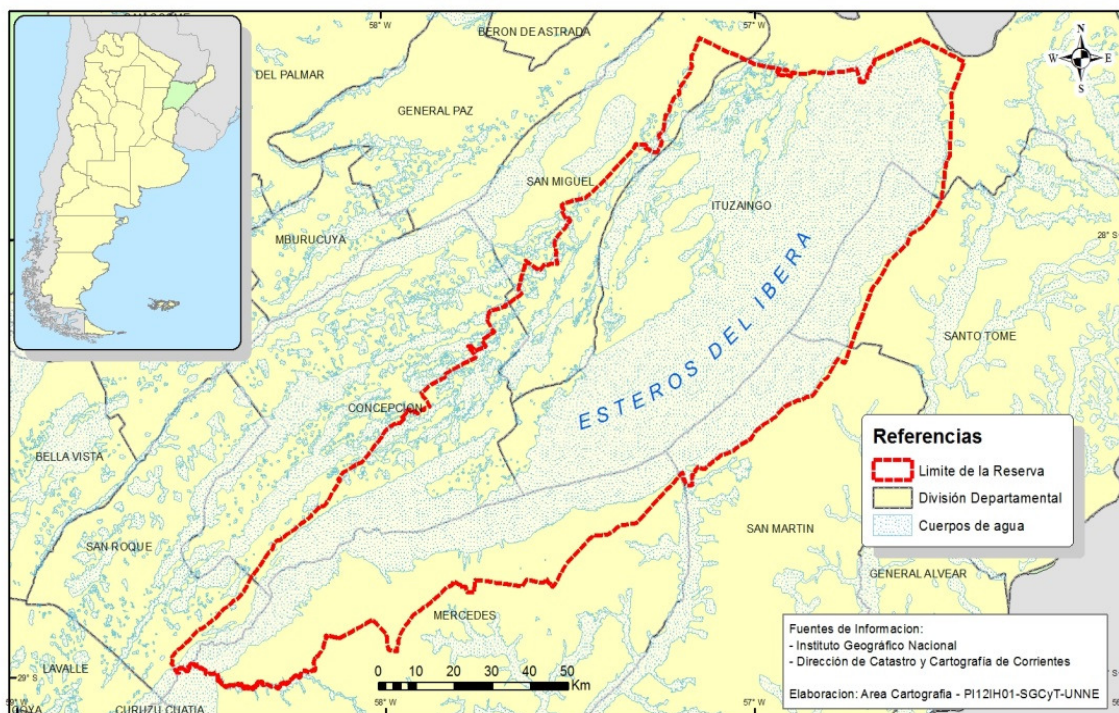 58° W
57° W
BERON DE ASTRADA
N
W E
S
DEL PALMAR
GENERAL PAZ
SAN MIGUEL
ITUZAINGO
MBURUCUYA
28° S
ESTEROS DEL IBERA
SANTO TOME
CONCEPCION
BELLA VISTA
Referencias
Limite de la Reserva
División Departamental
Cuerpos de agua
SAN MARTIN
SAN ROQUE
GENERAL ALVEAR
MERCEDES
Fuentes de Informacion:
- Instituto Geográfico Nacional
- Dirección de Catastro y Cartografía de Corrientes
Elaboracion: Area Cartografia - PI12IH01-SGCyT-UNNE
LAVALLE
0 10 20 30 40 50
Km
29° S
58° W
57° W
CURUZU CUATIA